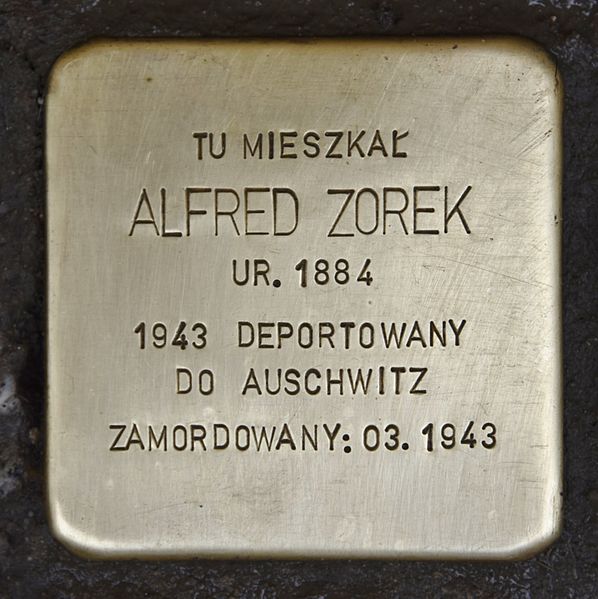 TU MIESZKAŁ
ALFRED ZOREK
UR. 1884
1943 DEPORTOWANY
DO AUSCHWITZ
ZAMORDOWANY: 03. 1943